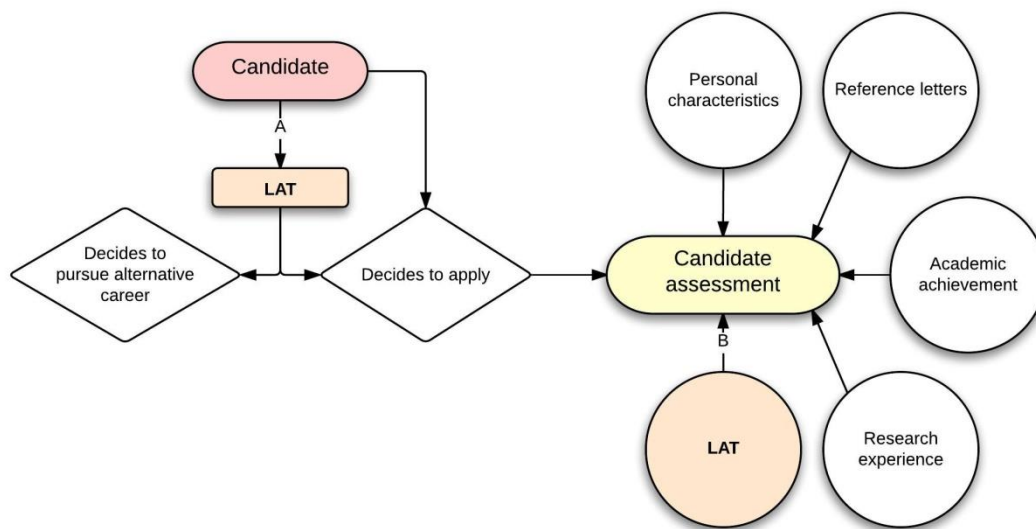 Candidate
A
LAT
Decides to
pursue alternative
career
Decides to apply
Candidate
assessment
Personal
characteristics
Reference letters
Academic
achievement
Research
experience
B
LAT